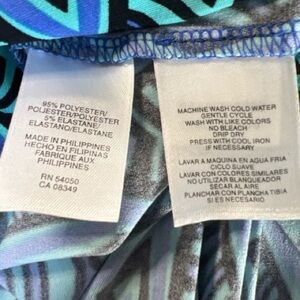 95% POLYESTER/
POLIÉSTER/POLYESTER
5% ELASTANE/
ELASTANO/ELASTANE
MADE IN PHILIPPINES
HECHO EN FILIPINAS
FABRIQUE AUX
PHILIPPINES
RN 54050
CA 08349
MACHINE WASH COLD WATER
GENTLE CYCLE
WASH WITH LIKE COLORS
NO BLEACH
DRIP DRY
PRESS WITH COOL IRON
IF NECESSARY
LAVAR A MAQUINA EN AGUA FRIA
CICLO SUAVE
LAVAR CON COLORES SIMILARES
NO UTILIZAR BLANQUEADOR
SECAR AL AIRE
PLANCHAR CON PLANCHA TIBIA
SI ES NECESARIO